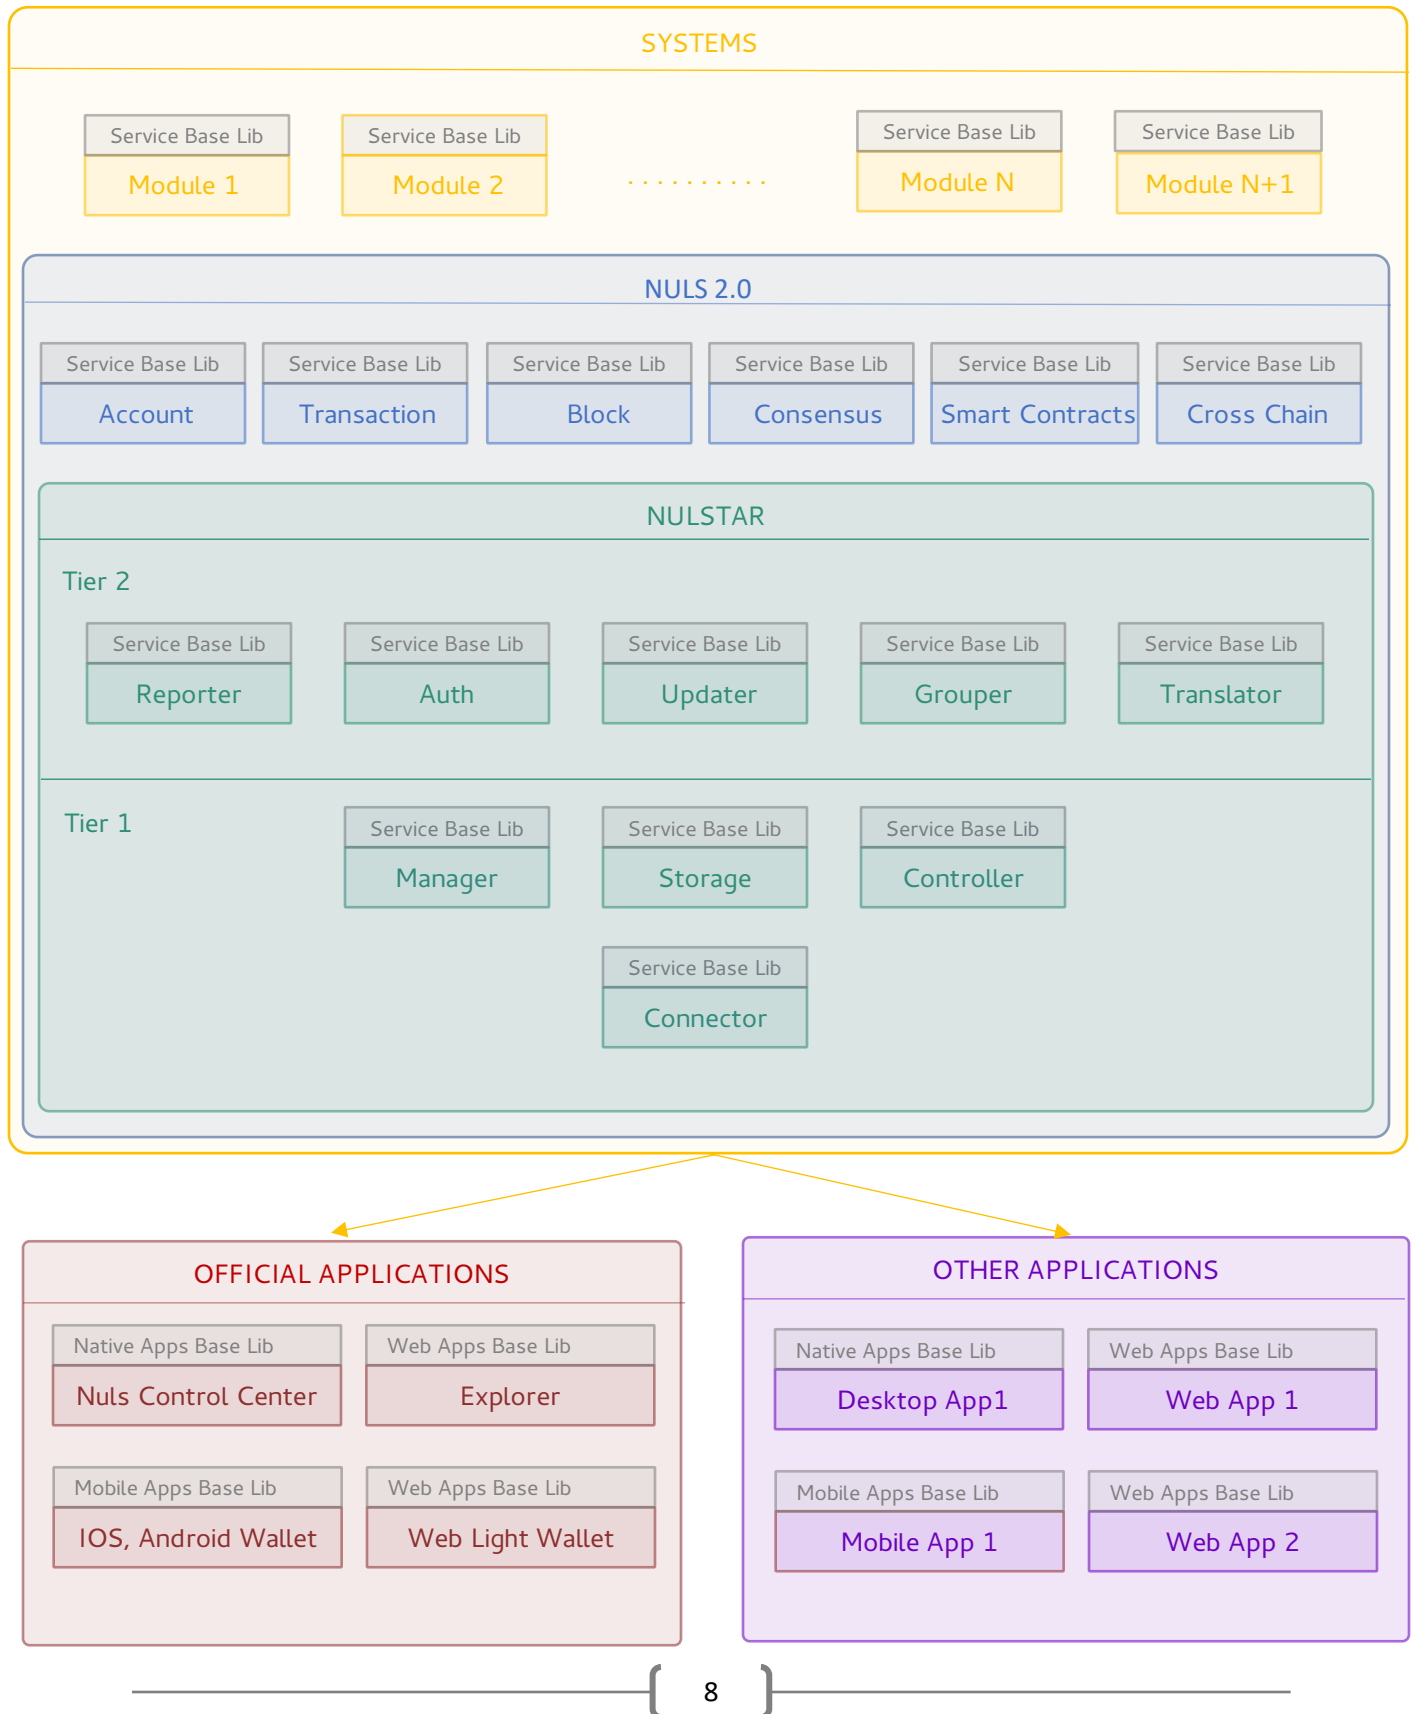 SYSTEMS
Service Base Lib Service Base Lib Service Base Lib Service Base Lib
Module 1 Module 2 .......... Module N Module N+1
NULS 2.0
Service Base Lib Service Base Lib Service Base Lib Service Base Lib Service Base Lib Service Base Lib
Account Transaction Block Consensus Smart Contracts Cross Chain
NULSTAR
Tier 2
Service Base Lib Service Base Lib Service Base Lib Service Base Lib Service Base Lib
Reporter Auth Updater Grouper Translator
Tier 1
Service Base Lib Service Base Lib Service Base Lib
Manager Storage Controller
Service Base Lib
Connector
OFFICIAL APPLICATIONS
Native Apps Base Lib Web Apps Base Lib
Nuls Control Center Explorer
Mobile Apps Base Lib Web Apps Base Lib
IOS, Android Wallet Web Light Wallet
OTHER APPLICATIONS
Native Apps Base Lib Web Apps Base Lib
Desktop App1 Web App 1
Mobile Apps Base Lib Web Apps Base Lib
Mobile App 1 Web App 2
8